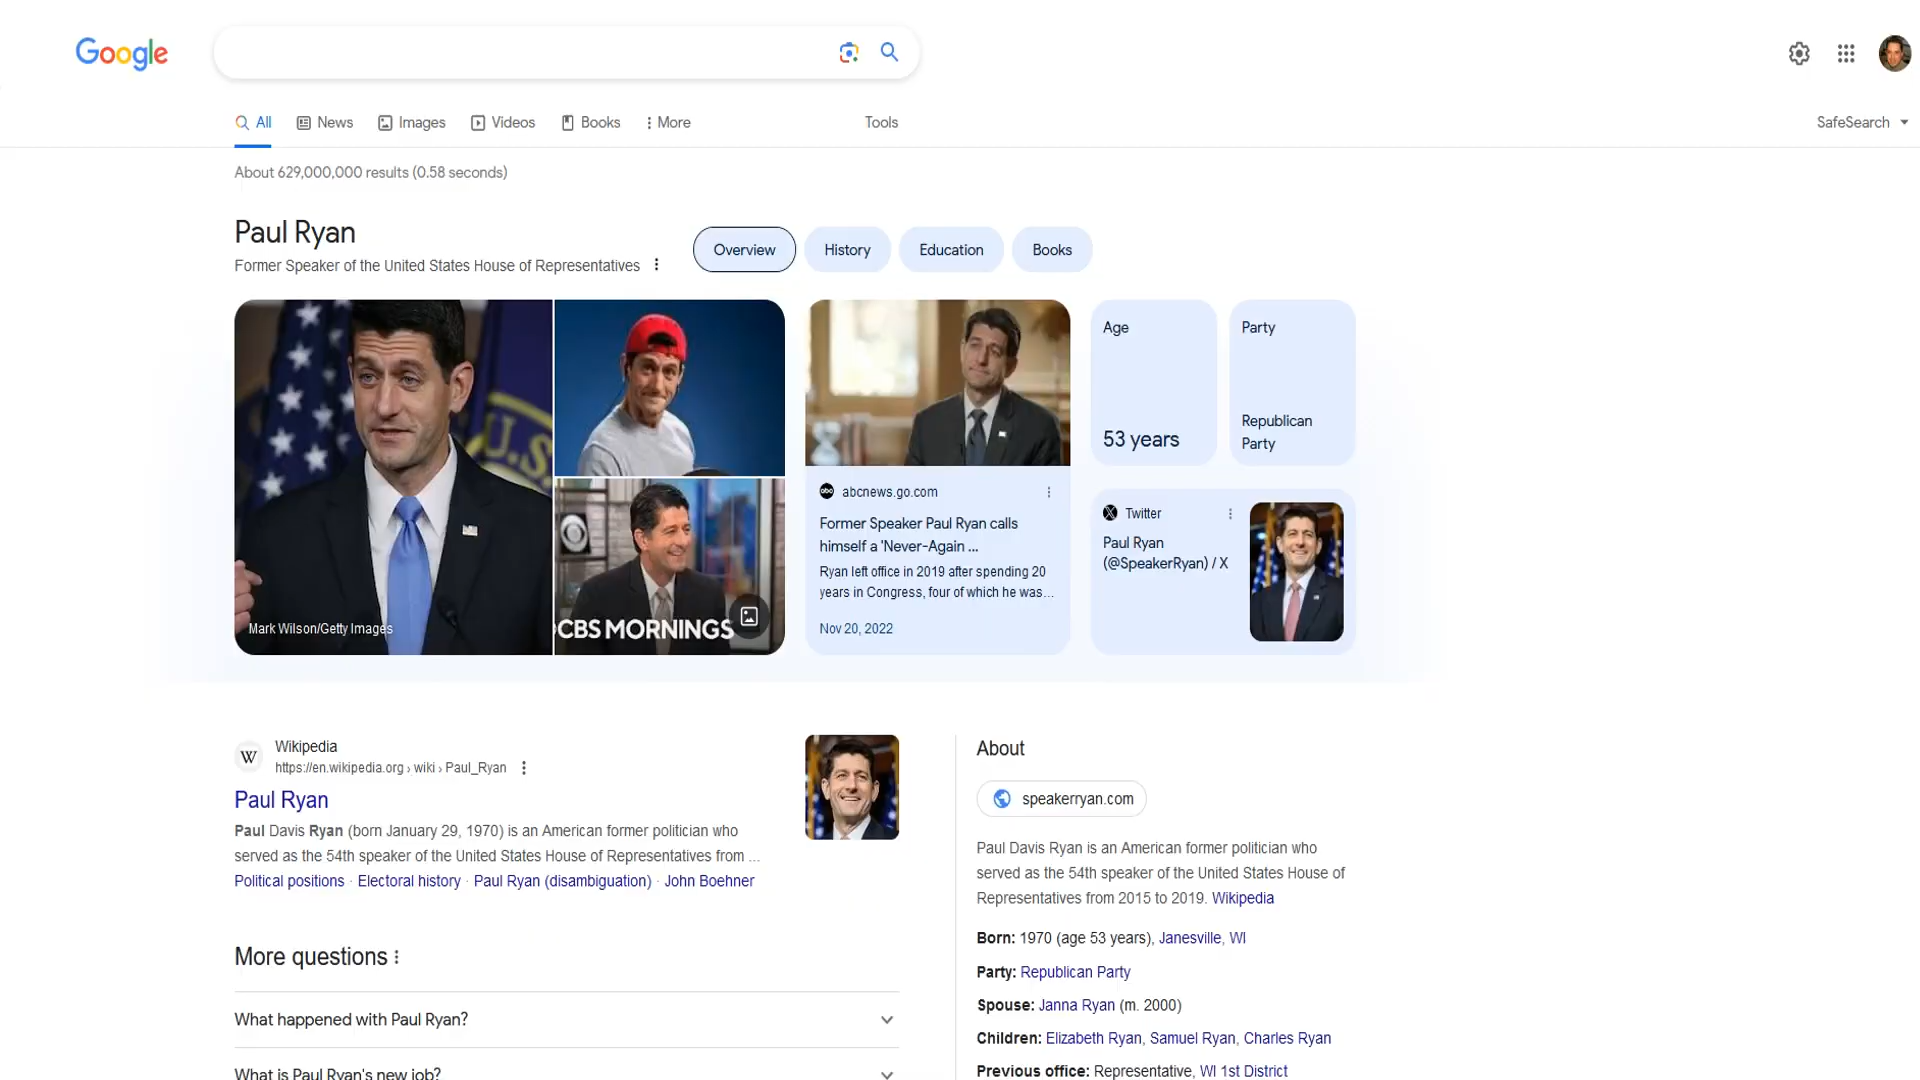 Google
All
News
Images
Videos
Books
More
Tools
SafeSearch
About 629,000,000 results (0.58 seconds)
Paul Ryan
Former Speaker of the United States House of Representatives
Overview
History
Education
Books
U.S.
Mark Wilson/Getty Images
CBS MORNINGS
abc
abcnews.go.com
Former Speaker Paul Ryan calls
himself a 'Never-Again ...
Ryan left office in 2019 after spending 20
years in Congress, four of which he was...
Nov 20, 2022
Age
53 years
Party
Republican
Party
X
Twitter
Paul Ryan
(@SpeakerRyan) / X
W
Wikipedia
https://en.wikipedia.org › wiki › Paul_Ryan
Paul Ryan
Paul Davis Ryan (born January 29, 1970) is an American former politician who
served as the 54th speaker of the United States House of Representatives from ...
Political positions · Electoral history · Paul Ryan (disambiguation) · John Boehner
More questions
What happened with Paul Ryan?
What is Paul Ryan's new job?
About
speakerryan.com
Paul Davis Ryan is an American former politician who
served as the 54th speaker of the United States House of
Representatives from 2015 to 2019. Wikipedia
Born: 1970 (age 53 years), Janesville, WI
Party: Republican Party
Spouse: Janna Ryan (m. 2000)
Children: Elizabeth Ryan, Samuel Ryan, Charles Ryan
Previous office: Representative, WI 1st District